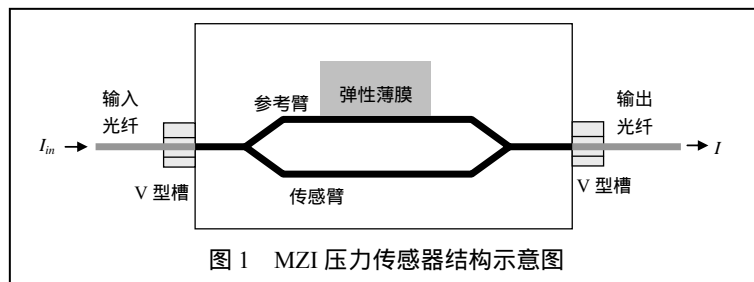 弹性薄膜
参考臂
输入
光纤
输出
光纤
I_in
I
V 型槽
传感臂
V 型槽
图 1 MZI 压力传感器结构示意图